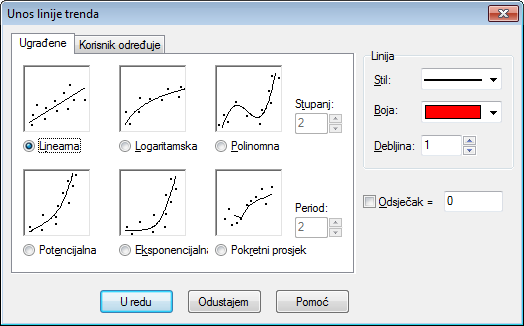 Unos linije trenda
Ugrađene Korisnik određuje
Linearna Logaritamska Polinomna
Stupanj:
2
Potencijalna Eksponencijalna Pokretni prosjek
Period:
2
Linija
Stil:
Boja:
Debljina: 1
Odsječak = 0
U redu Odustajem Pomoć